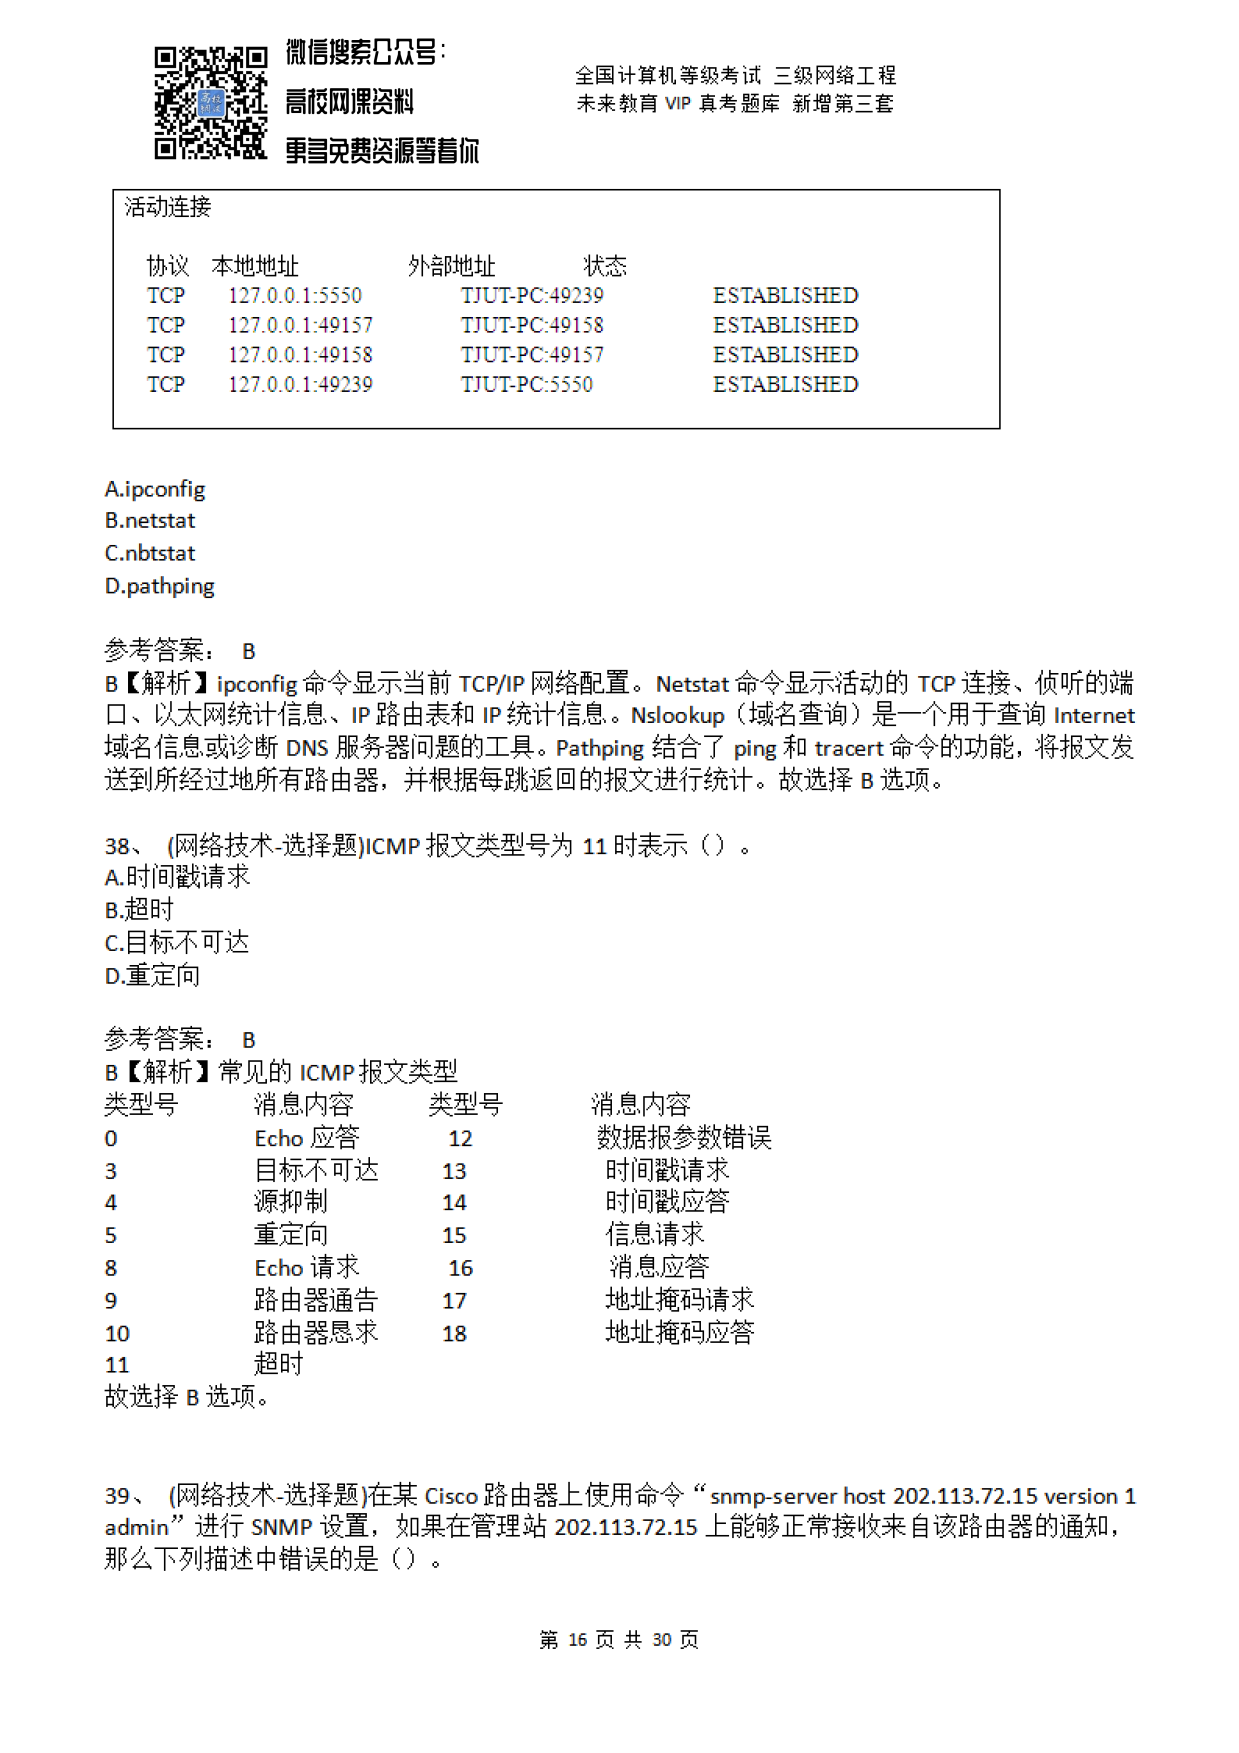 微信搜索公众号：
高校网课资料
更多免费资源等着你
全国计算机等级考试 三级网络工程
未来教育 VIP 真考题库 新增第三套
活动连接
协议 本地地址 外部地址 状态
TCP 127.0.0.1:5550 TJUT-PC:49239 ESTABLISHED
TCP 127.0.0.1:49157 TJUT-PC:49158 ESTABLISHED
TCP 127.0.0.1:49158 TJUT-PC:49157 ESTABLISHED
TCP 127.0.0.1:49239 TJUT-PC:5550 ESTABLISHED
A.ipconfig
B.netstat
C.nbtstat
D.pathping
参考答案： B
B【解析】ipconfig 命令显示当前 TCP/IP 网络配置。Netstat 命令显示活动的 TCP 连接、侦听的端
口、以太网统计信息、IP 路由表和 IP 统计信息。Nslookup（域名查询）是一个用于查询 Internet
域名信息或诊断 DNS 服务器问题的工具。Pathping 结合了 ping 和 tracert 命令的功能，将报文发
送到所经过地所有路由器，并根据每跳返回的报文进行统计。故选择 B 选项。
38、 (网络技术-选择题)ICMP 报文类型号为 11 时表示（）。
A.时间戳请求
B.超时
C.目标不可达
D.重定向
参考答案： B
B【解析】常见的 ICMP 报文类型
类型号 消息内容 类型号 消息内容
0 Echo 应答 12 数据报参数错误
3 目标不可达 13 时间戳请求
4 源抑制 14 时间戳应答
5 重定向 15 信息请求
8 Echo 请求 16 消息应答
9 路由器通告 17 地址掩码请求
10 路由器恳求 18 地址掩码应答
11 超时
故选择 B 选项。
39、 (网络技术-选择题)在某 Cisco 路由器上使用命令“snmp-server host 202.113.72.15 version 1
admin”进行 SNMP 设置，如果在管理站 202.113.72.15 上能够正常接收来自该路由器的通知，
那么下列描述中错误的是（）。
第 16 页 共 30 页